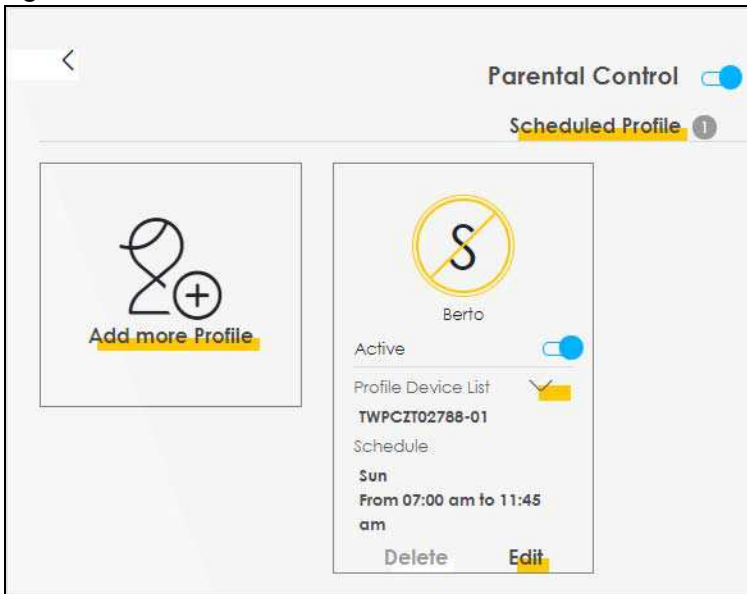 Parental Control
Scheduled Profile 1
Add more Profile
S
Berto
Active
Profile Device List
TWPCZT02788-01
Schedule
Sun
From 07:00 am to 11:45
am
Delete Edit